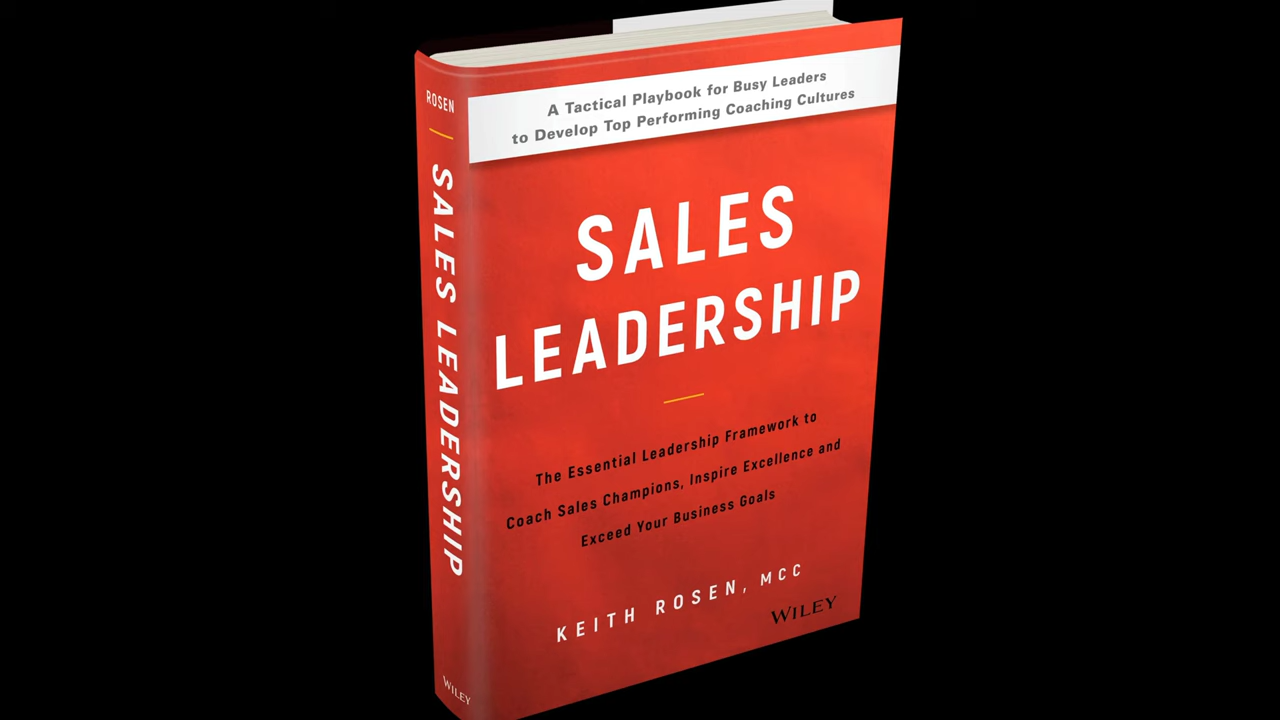 ROSEN
SALES LEADERSHIP
WILEY
A Tactical Playbook for Busy Leaders
to Develop Top Performing Coaching Cultures
SALES
LEADERSHIP
The Essential Leadership Framework to
Coach Sales Champions, Inspire Excellence and
Exceed Your Business Goals
KEITH ROSEN, MCC
WILEY